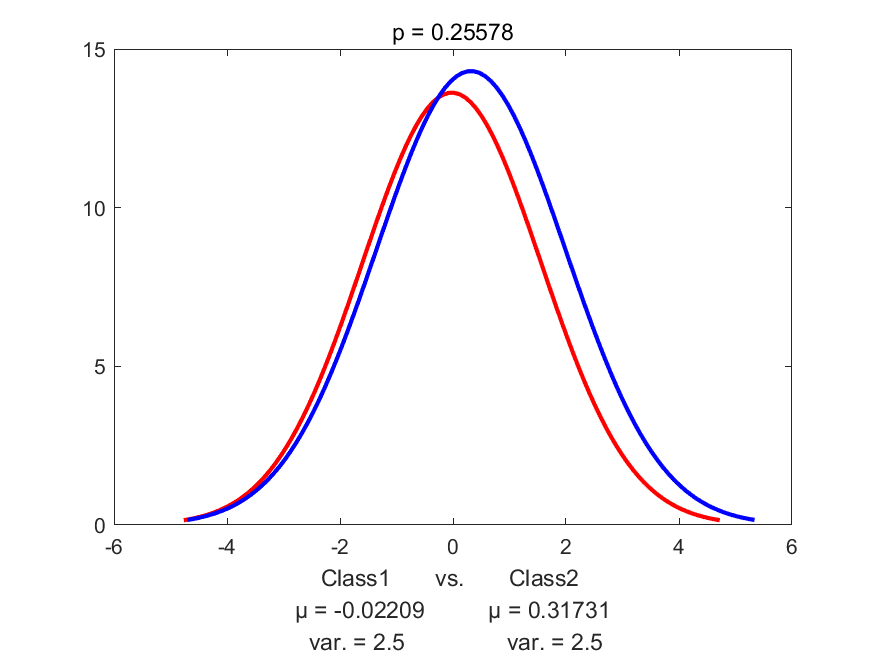 p = 0.25578
15
10
5
0
-6 -4 -2 0 2 4 6
Class1 vs. Class2
μ = -0.02209 μ = 0.31731
var. = 2.5 var. = 2.5